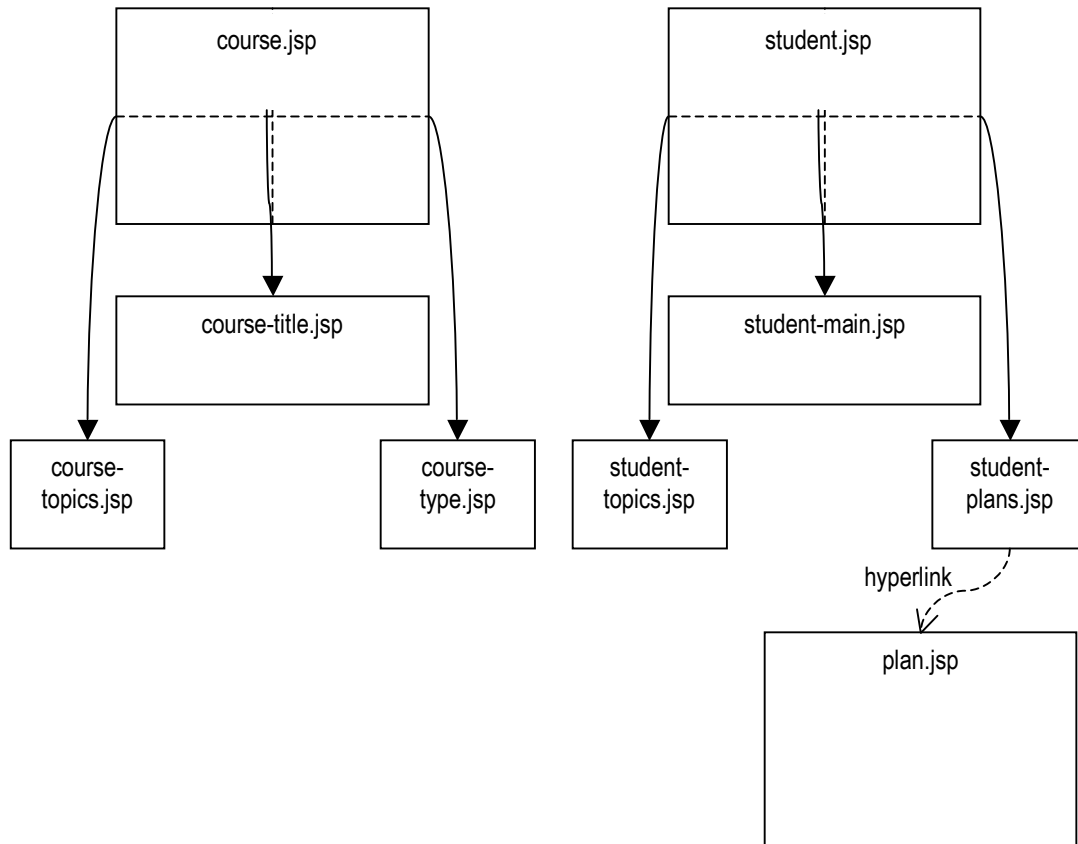 course.jsp
student.jsp
course-title.jsp
student-main.jsp
course-
topics.jsp
course-
type.jsp
student-
topics.jsp
student-
plans.jsp
hyperlink
plan.jsp